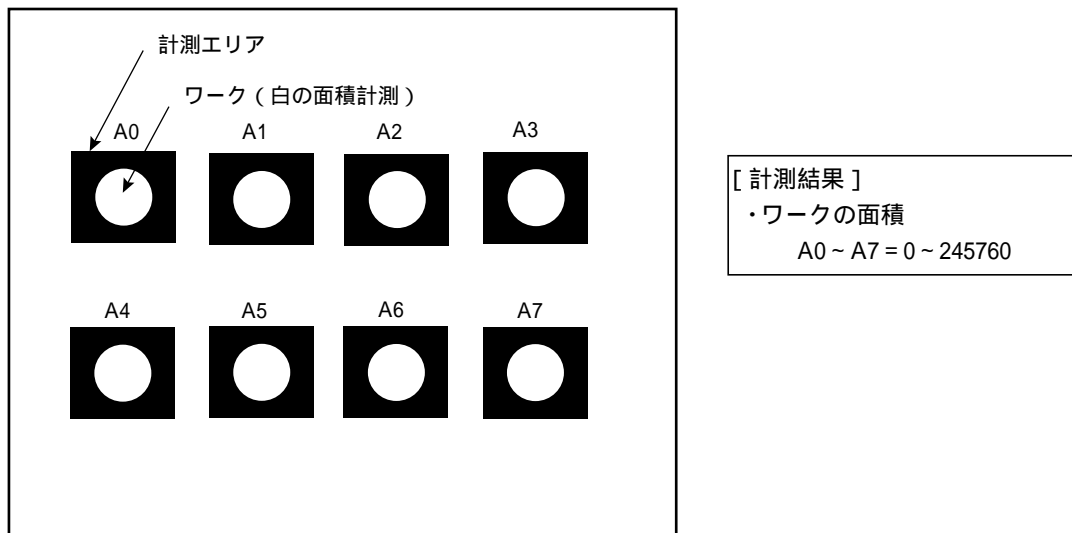 計測エリア
ワーク（白の面積計測）
A0 A1 A2 A3
A4 A5 A6 A7
[ 計測結果 ]
・ワークの面積
A0 ~ A7 = 0 ~ 245760